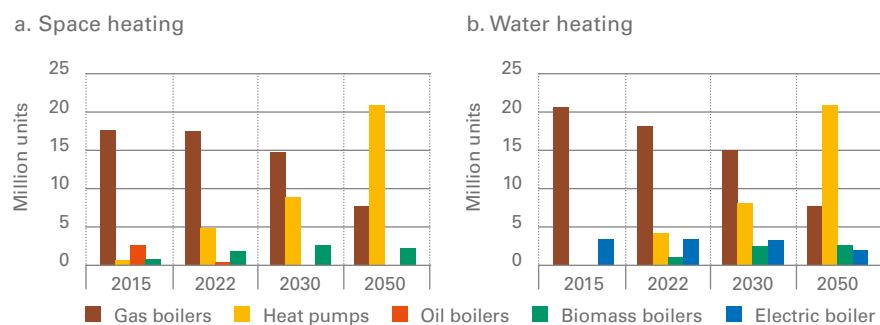 a. Space heating
b. Water heating
Million units
25
20
15
10
5
0
2015 2022 2030 2050
Million units
25
20
15
10
5
0
2015 2022 2030 2050
Gas boilers Heat pumps Oil boilers Biomass boilers Electric boiler